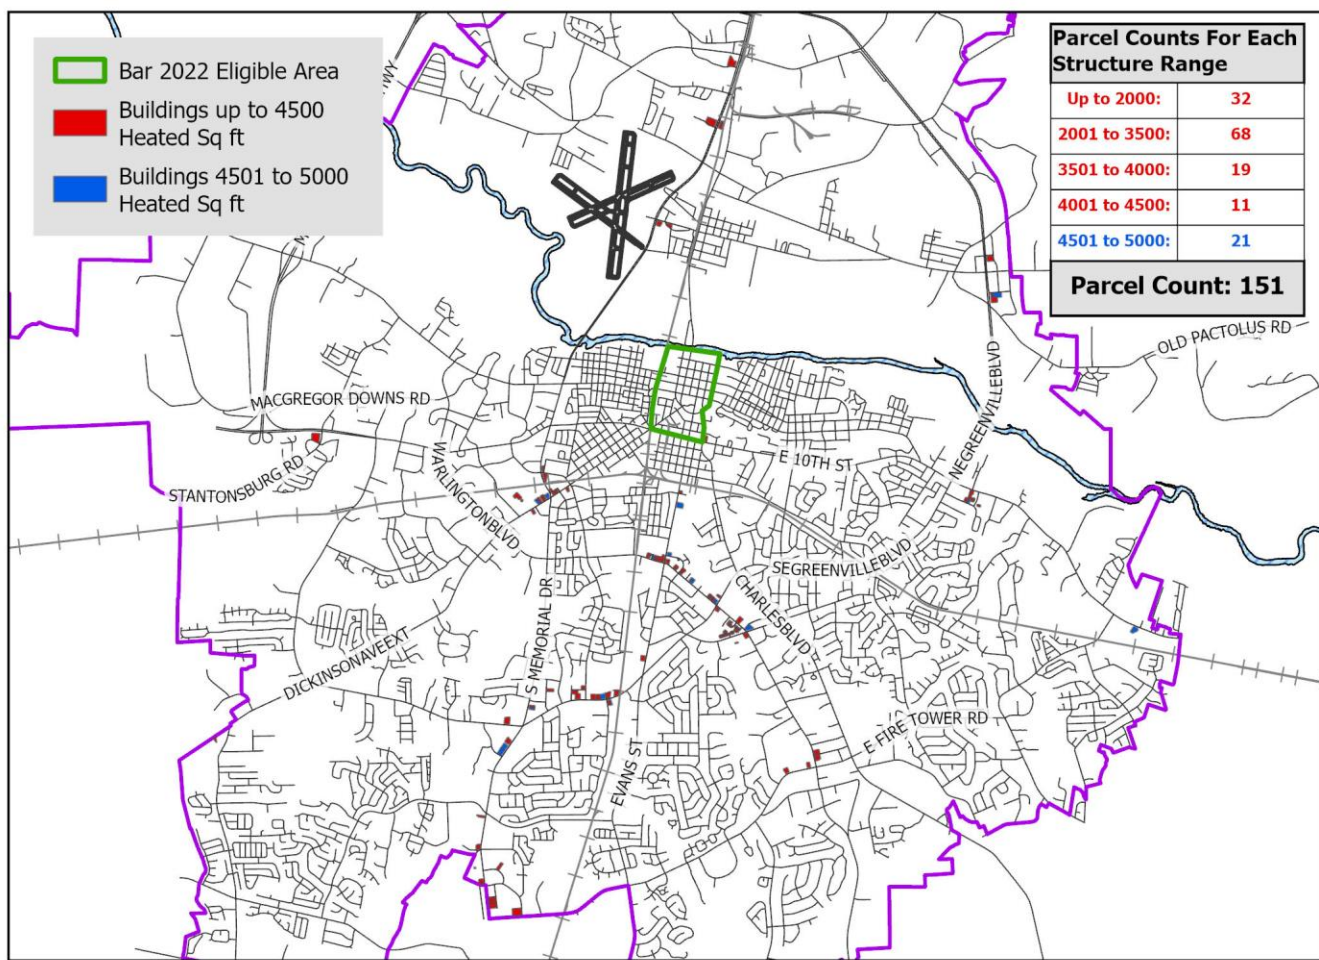 Bar 2022 Eligible Area
Buildings up to 4500
Heated Sq ft
Buildings 4501 to 5000
Heated Sq ft
Parcel Counts For Each
Structure Range
Up to 2000: 32
2001 to 3500: 68
3501 to 4000: 19
4001 to 4500: 11
4501 to 5000: 21
Parcel Count: 151
HWY
OLD PACTOLUS RD
NEGREENVILLEBLVD
MACGREGOR DOWNS RD
STANTONSBURG RD
WARLINGTONBLVD
E 10TH ST
SEGREENVILLEBLVD
CHARLESBLVD
S MEMORIAL DR
DICKINSONAVEEXT
EVANS ST
E FIRE TOWER RD